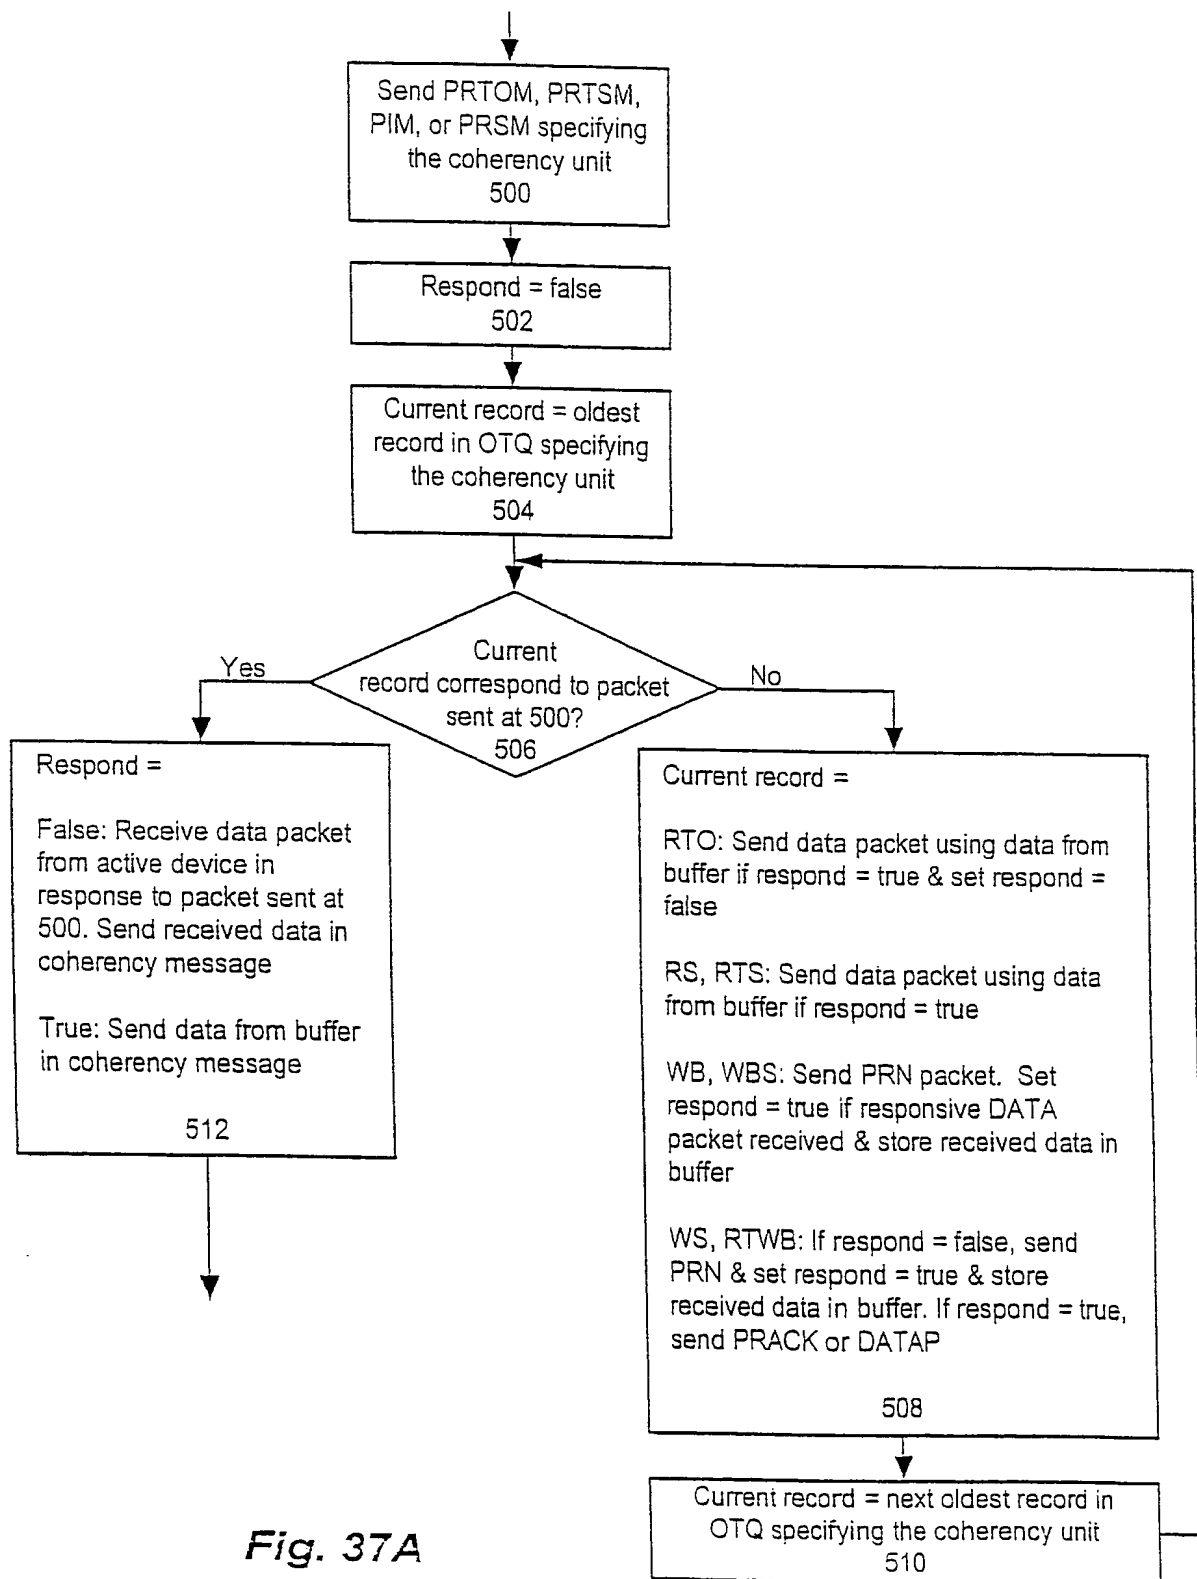 Send PRTOM, PRTSM,
PIM, or PRSM specifying
the coherency unit
500
Respond = false
502
Current record = oldest
record in OTQ specifying
the coherency unit
504
Current
record correspond to packet
sent at 500?
506
Yes
No
Respond =
False: Receive data packet
from active device in
response to packet sent at
500. Send received data in
coherency message
True: Send data from buffer
in coherency message
512
Current record =
RTO: Send data packet using data from
buffer if respond = true & set respond =
false
RS, RTS: Send data packet using data
from buffer if respond = true
WB, WBS: Send PRN packet. Set
respond = true if responsive DATA
packet received & store received data in
buffer
WS, RTWB: If respond = false, send
PRN & set respond = true & store
received data in buffer. If respond = true,
send PRACK or DATAP
508
Current record = next oldest record in
OTQ specifying the coherency unit
510
Fig. 37A